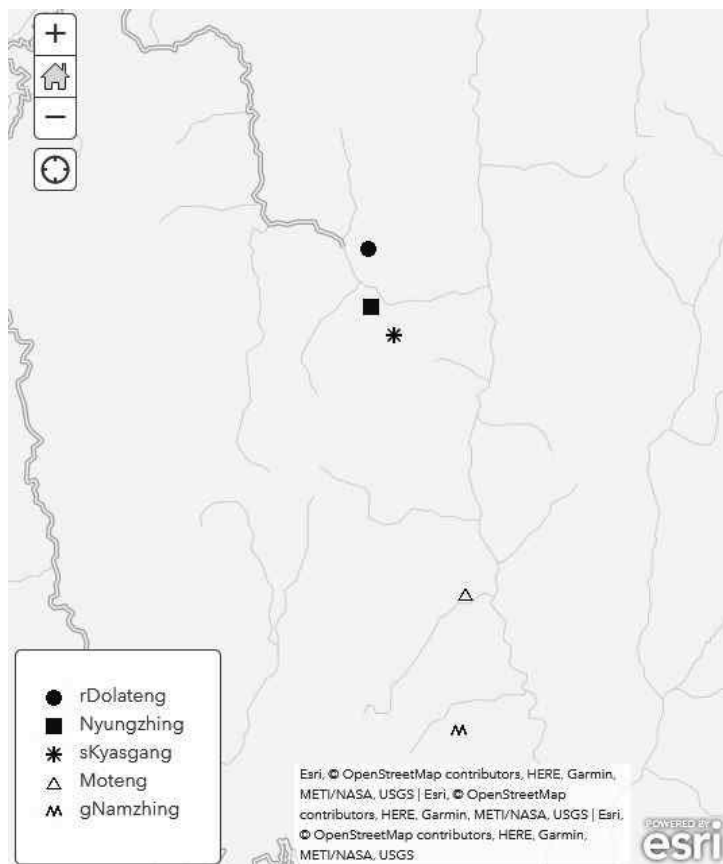 +
−
rDolateng
Nyungzhing
sKyasgang
Moteng
gNamzhing
Esri, © OpenStreetMap contributors, HERE, Garmin,
METI/NASA, USGS | Esri, © OpenStreetMap
contributors, HERE, Garmin, METI/NASA, USGS | Esri,
© OpenStreetMap contributors, HERE, Garmin,
METI/NASA, USGS
POWERED BY
esri